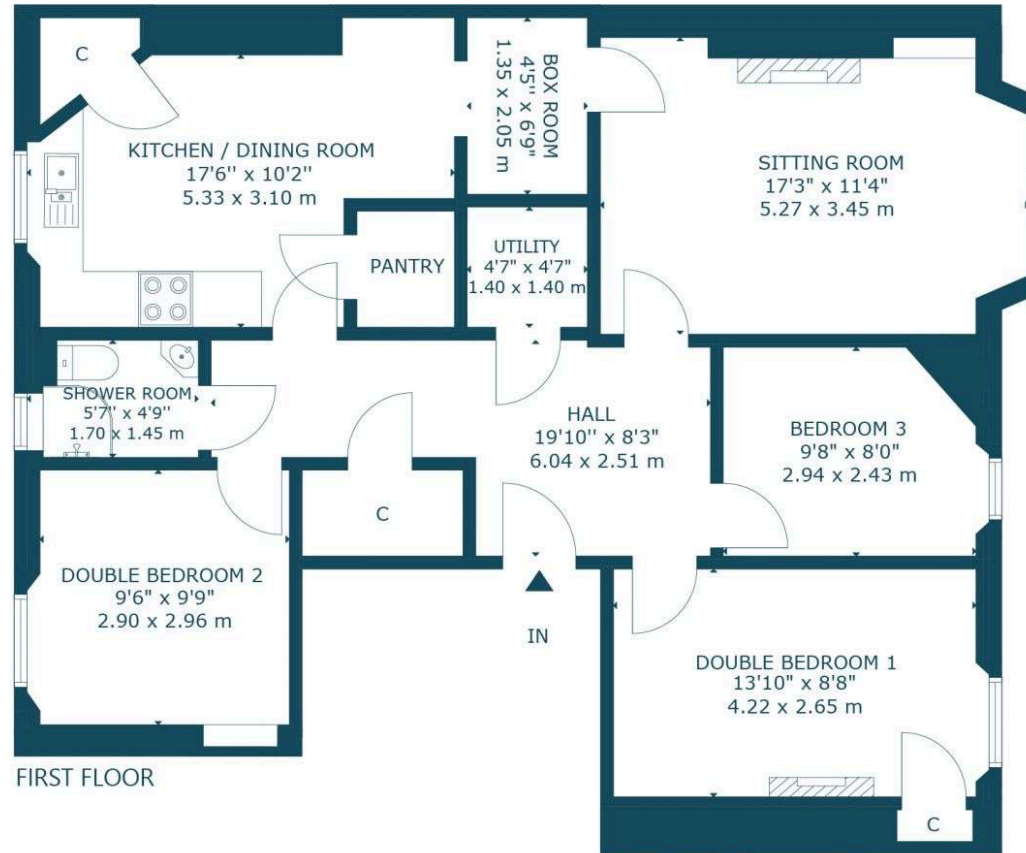 C
KITCHEN / DINING ROOM
17'6" x 10'2"
5.33 x 3.10 m
BOX ROOM
4'5" x 6'9"
1.35 x 2.05 m
SITTING ROOM
17'3" x 11'4"
5.27 x 3.45 m
PANTRY
UTILITY
4'7" x 4'7"
1.40 x 1.40 m
SHOWER ROOM
5'7" x 4'9"
1.70 x 1.45 m
HALL
19'10" x 8'3"
6.04 x 2.51 m
BEDROOM 3
9'8" x 8'0"
2.94 x 2.43 m
C
DOUBLE BEDROOM 2
9'6" x 9'9"
2.90 x 2.96 m
IN
DOUBLE BEDROOM 1
13'10" x 8'8"
4.22 x 2.65 m
C
FIRST FLOOR